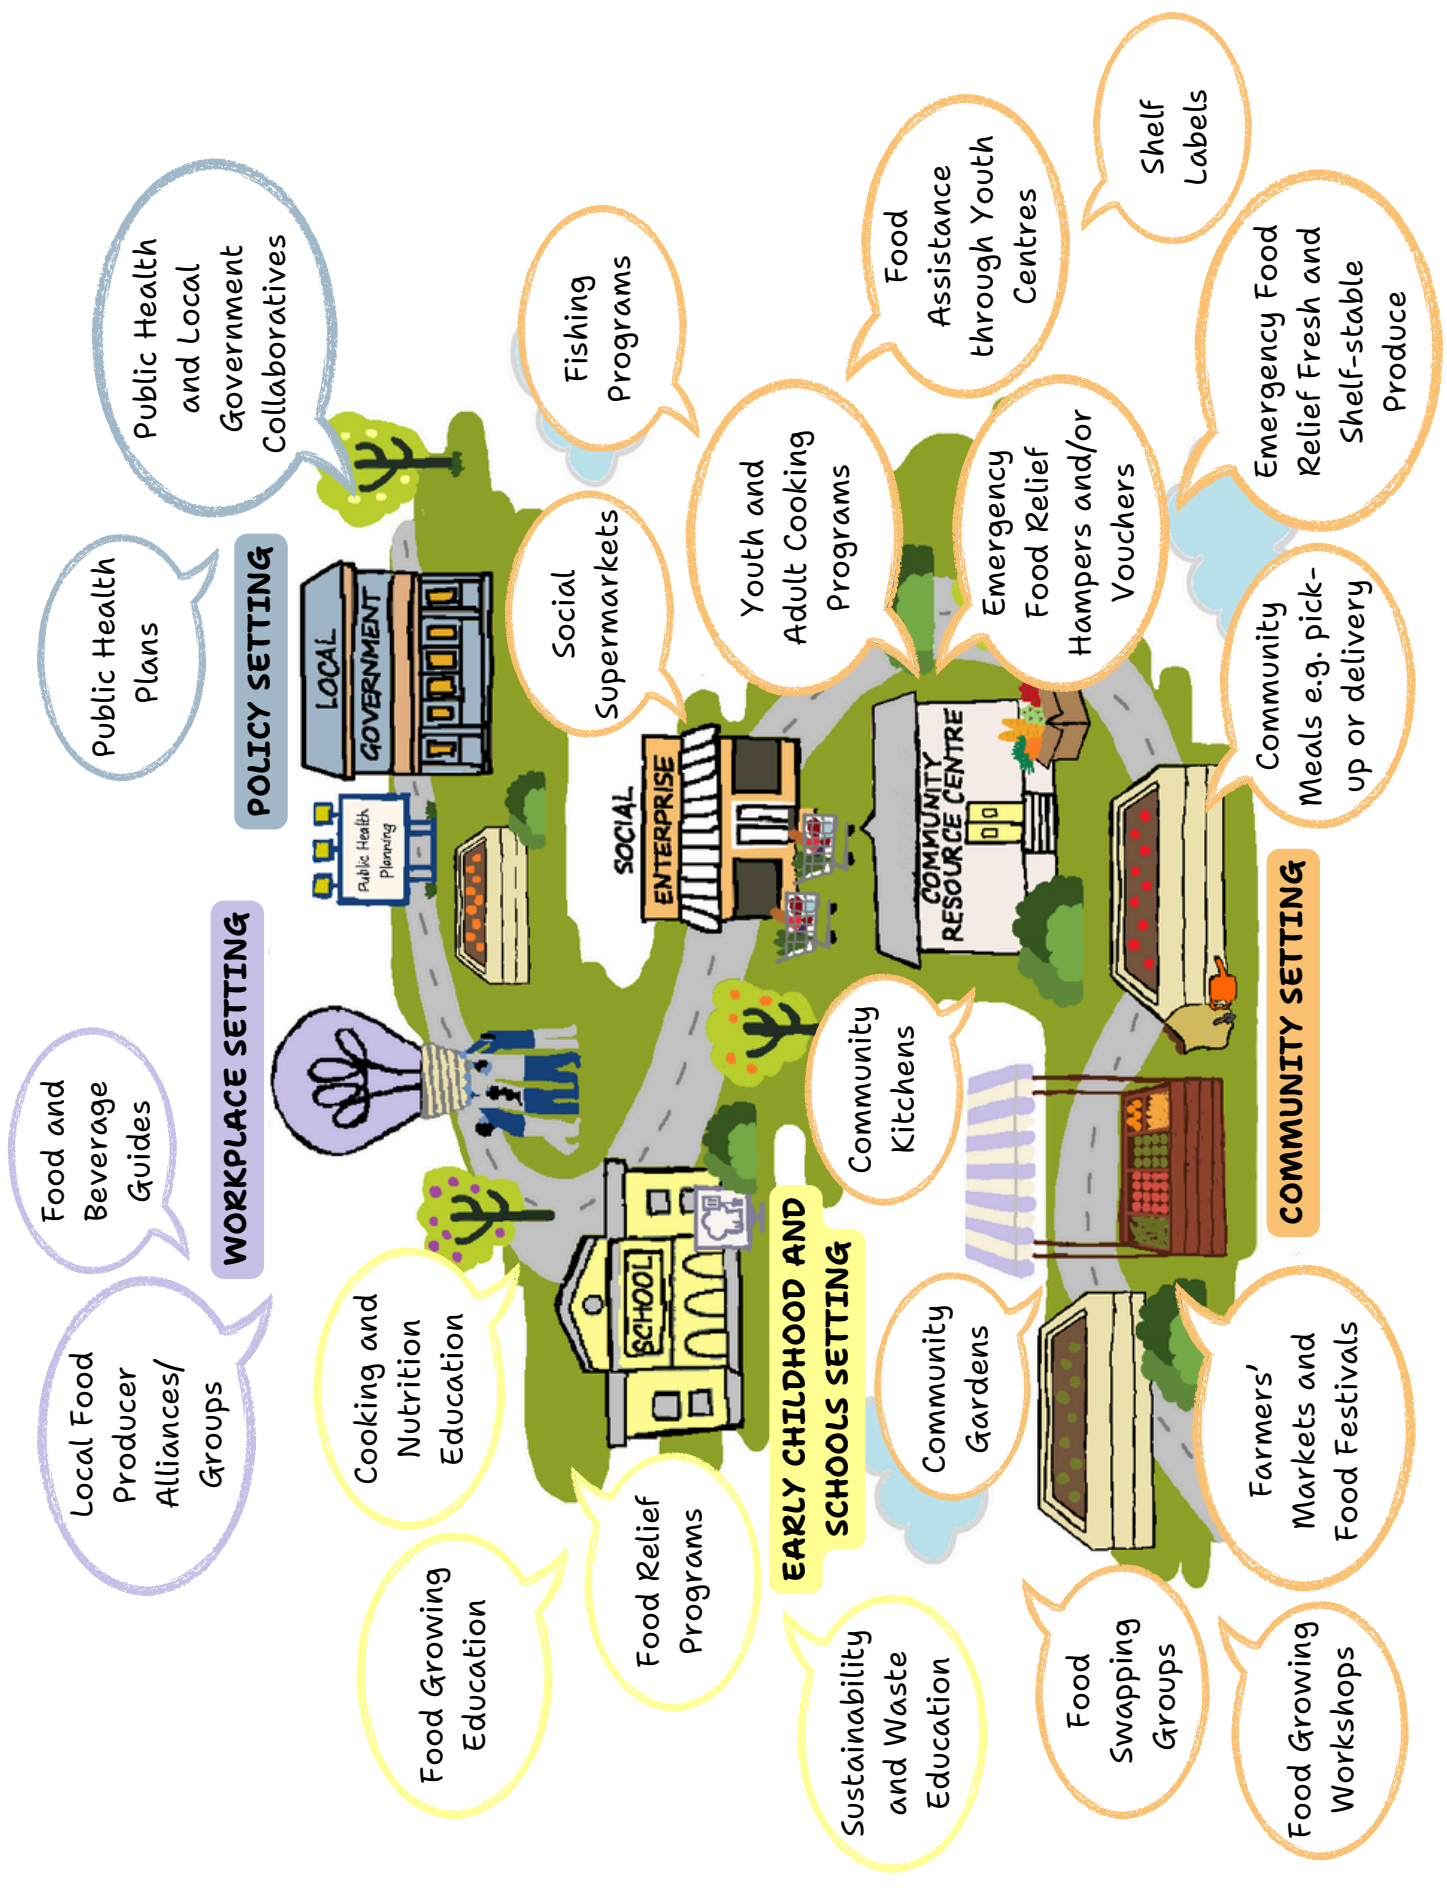 Local Food
Producer
Alliances/
Groups
Food and
Beverage
Guides
WORKPLACE SETTING
Public Health
Plans
Public Health
and Local
Government
Collaboratives
POLICY SETTING
LOCAL
GOVERNMENT
Public Health
Planning
Food Growing
Education
Cooking and
Nutrition
Education
Food Relief
Programs
SCHOOL
EARLY CHILDHOOD AND
SCHOOLS SETTING
Sustainability
and Waste
Education
Social
Supermarkets
Fishing
Programs
SOCIAL
ENTERPRISE
Youth and
Adult Cooking
Programs
Food
Assistance
through Youth
Centres
Community
Kitchens
COMMUNITY
RESOURCE CENTRE
Emergency
Food Relief
Hampers and/or
Vouchers
Shelf
Labels
Community
Gardens
Food
Swapping
Groups
Food Growing
Workshops
Farmers'
Markets and
Food Festivals
COMMUNITY SETTING
Community
Meals e.g. pick-
up or delivery
Emergency Food
Relief Fresh and
Shelf-stable
Produce